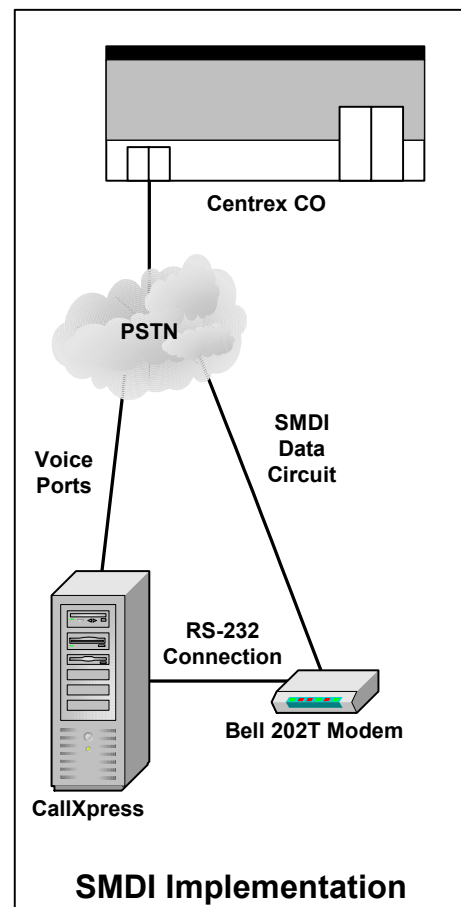 Centrex CO
PSTN
SMDI
Data
Circuit
Voice
Ports
RS-232
Connection
Bell 202T Modem
CallXpress
SMDI Implementation